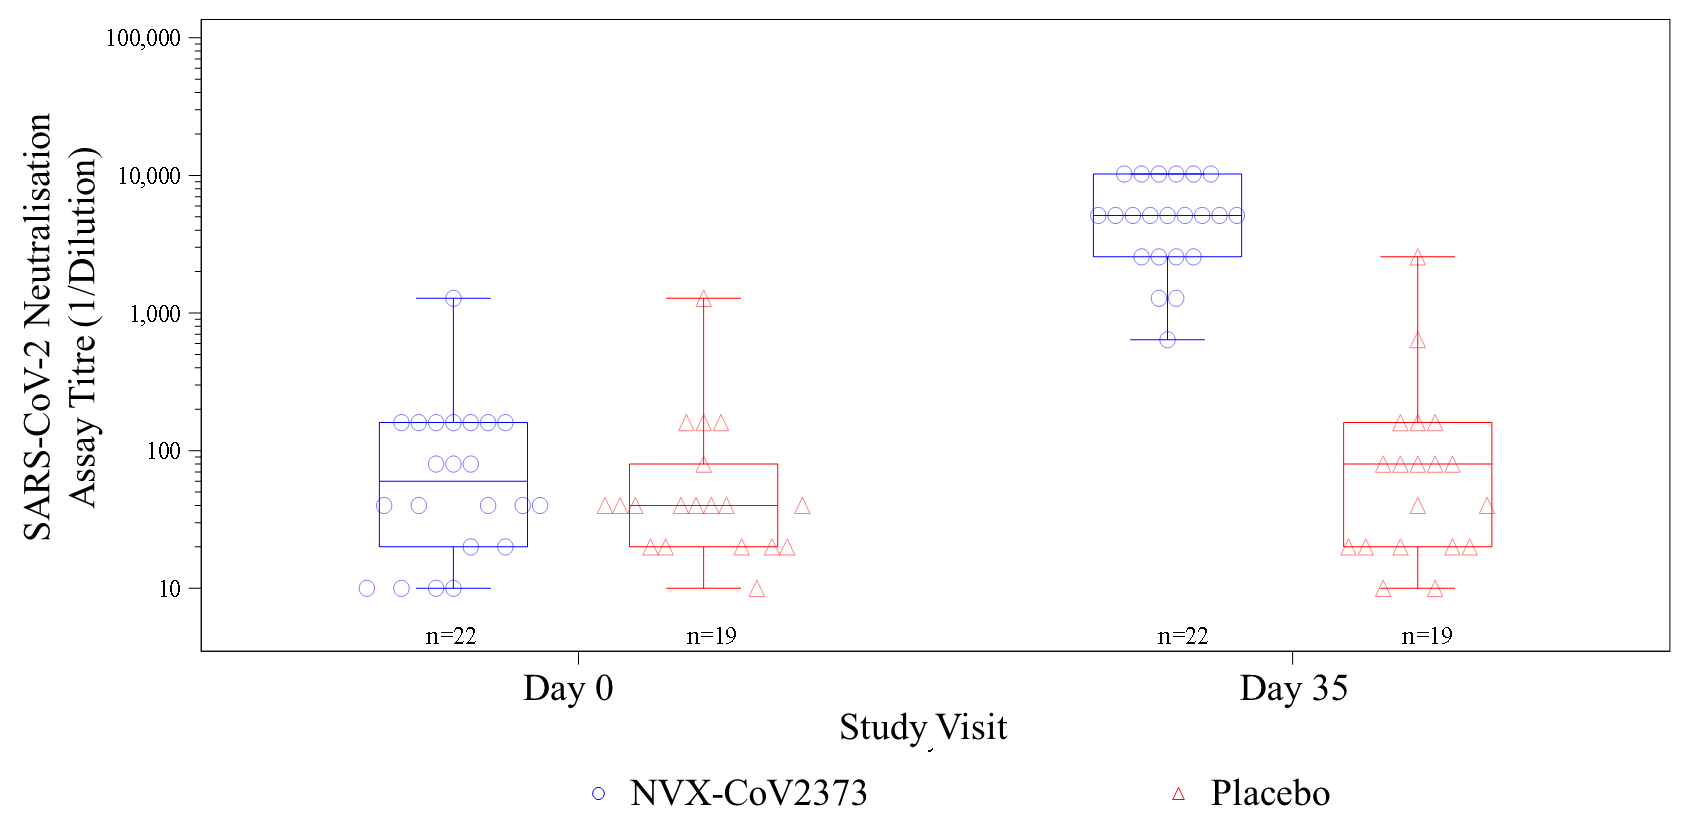 SARS-CoV-2 Neutralisation
Assay Titre (1/Dilution)
100,000
10,000
1,000
100
10
n=22
n=19
n=22
n=19
Day 0
Day 35
Study Visit
NVX-CoV2373
Placebo